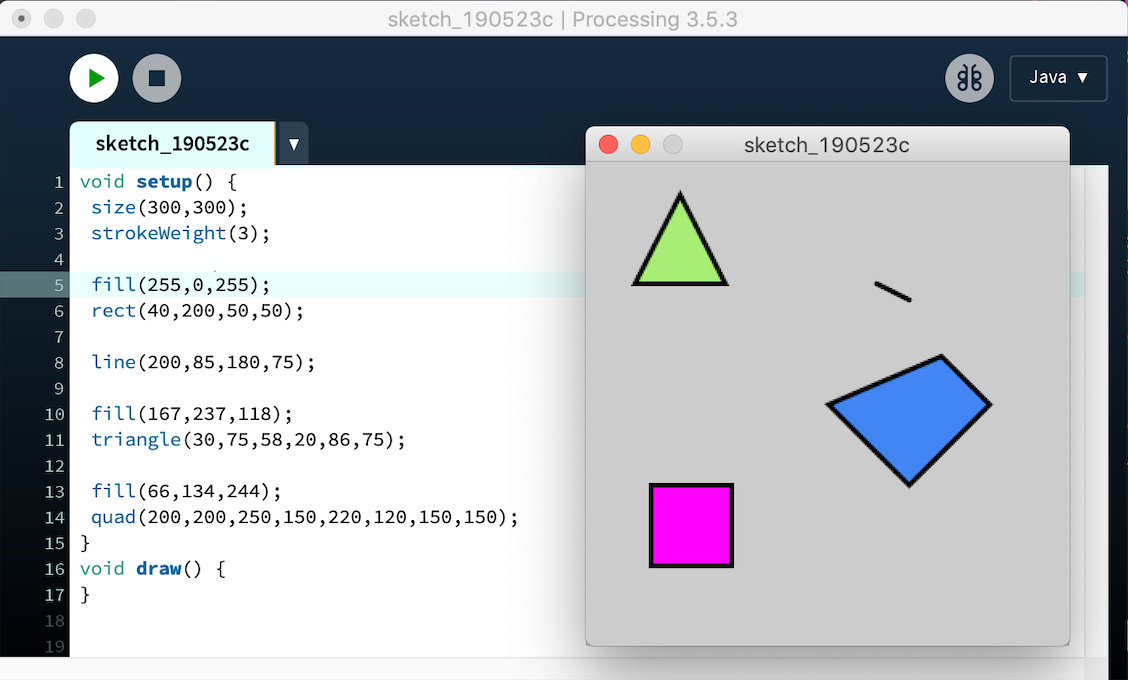 sketch_190523c | Processing 3.5.3
Java ▼
sketch_190523c ▼
1 void setup() {
2 size(300,300);
3 strokeWeight(3);
4
5 fill(255,0,255);
6 rect(40,200,50,50);
7
8 line(200,85,180,75);
9
10 fill(167,237,118);
11 triangle(30,75,58,20,86,75);
12
13 fill(66,134,244);
14 quad(200,200,250,150,220,120,150,150);
15 }
16 void draw() {
17 }
18
19
sketch_190523c